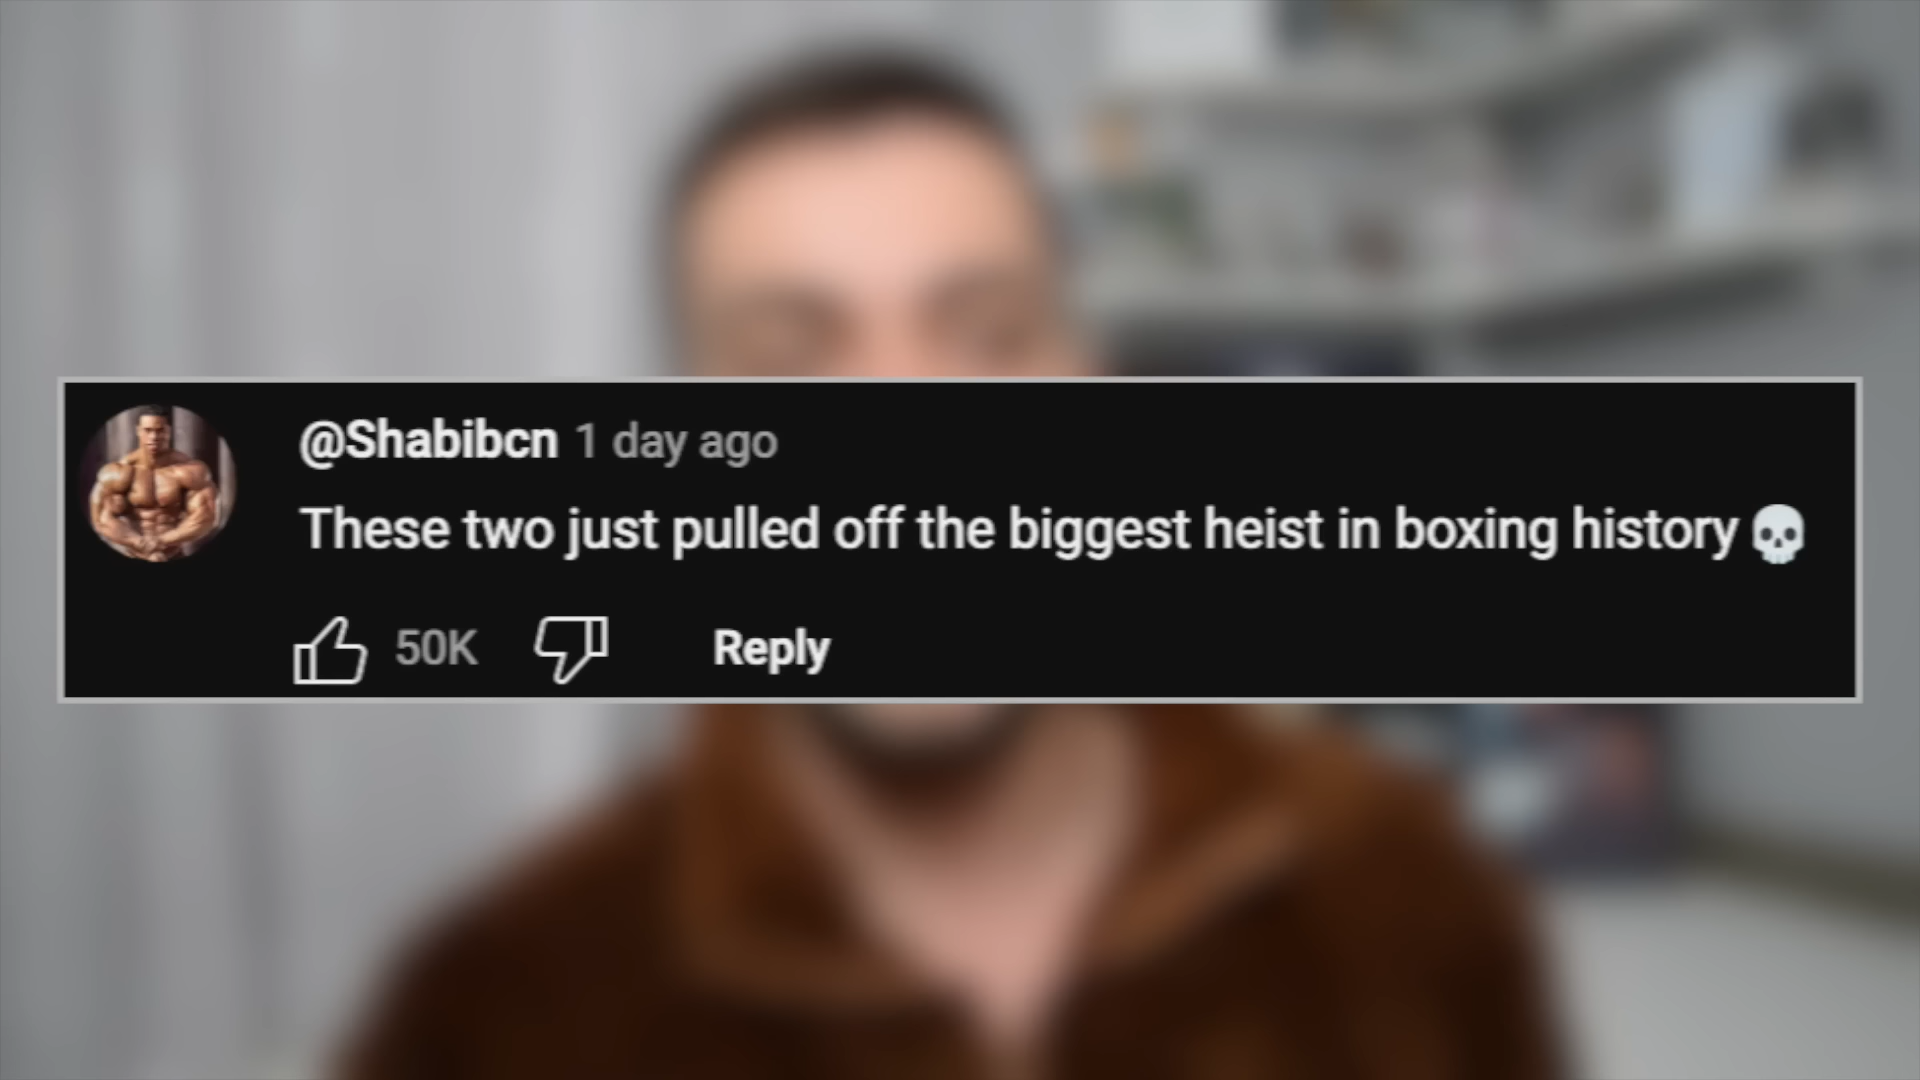 @Shabibcn 1 day ago
These two just pulled off the biggest heist in boxing history💀
50K Reply